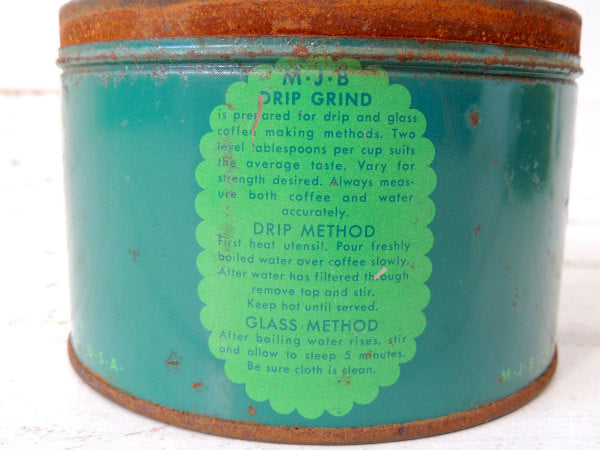 M·J·B
DRIP GRIND
is prepared for drip and glass
coffee making methods. Two
level tablespoons per cup suits
the average taste. Vary for
strength desired. Always meas-
ure both coffee and water
accurately.
DRIP METHOD
First heat utensil. Pour freshly
boiled water over coffee slowly.
After water has filtered through
remove top and stir.
Keep hot until served.
GLASS METHOD
After boiling water rises, stir
and allow to steep 5 minutes.
Be sure cloth is clean.
U·S·A·
M·J·B